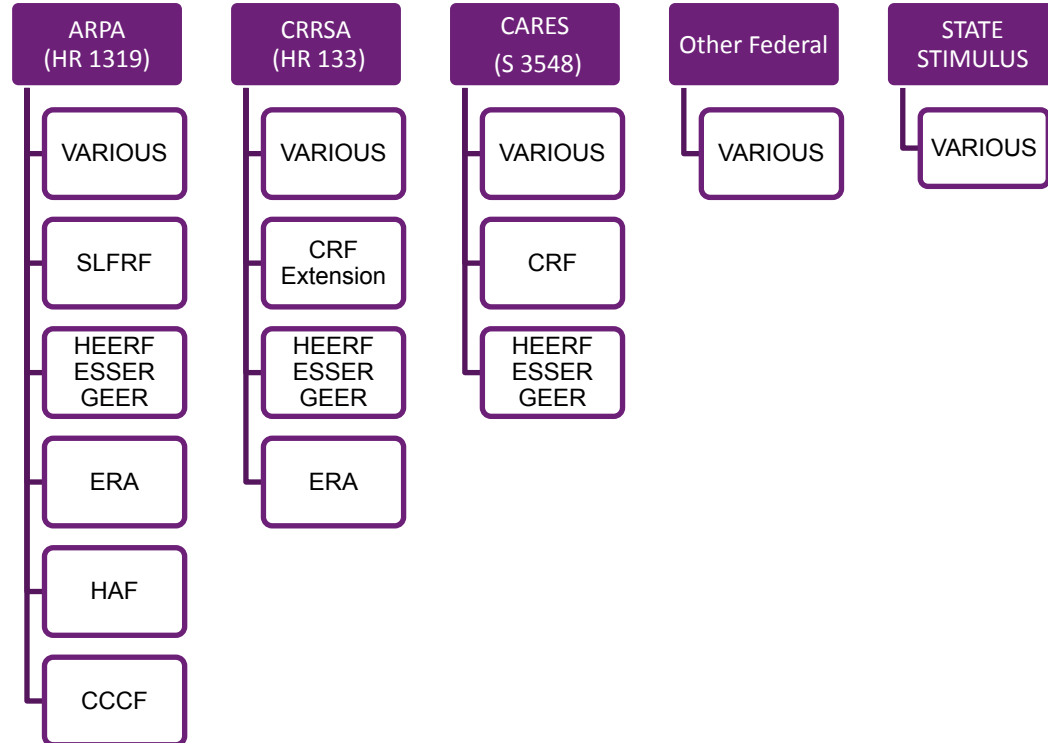 ARPA
(HR 1319)
VARIOUS
SLFRF
HEERF
ESSER
GEER
ERA
HAF
CCCF
CRRSA
(HR 133)
VARIOUS
CRF
Extension
HEERF
ESSER
GEER
ERA
CARES
(S 3548)
VARIOUS
CRF
HEERF
ESSER
GEER
Other Federal
VARIOUS
STATE
STIMULUS
VARIOUS